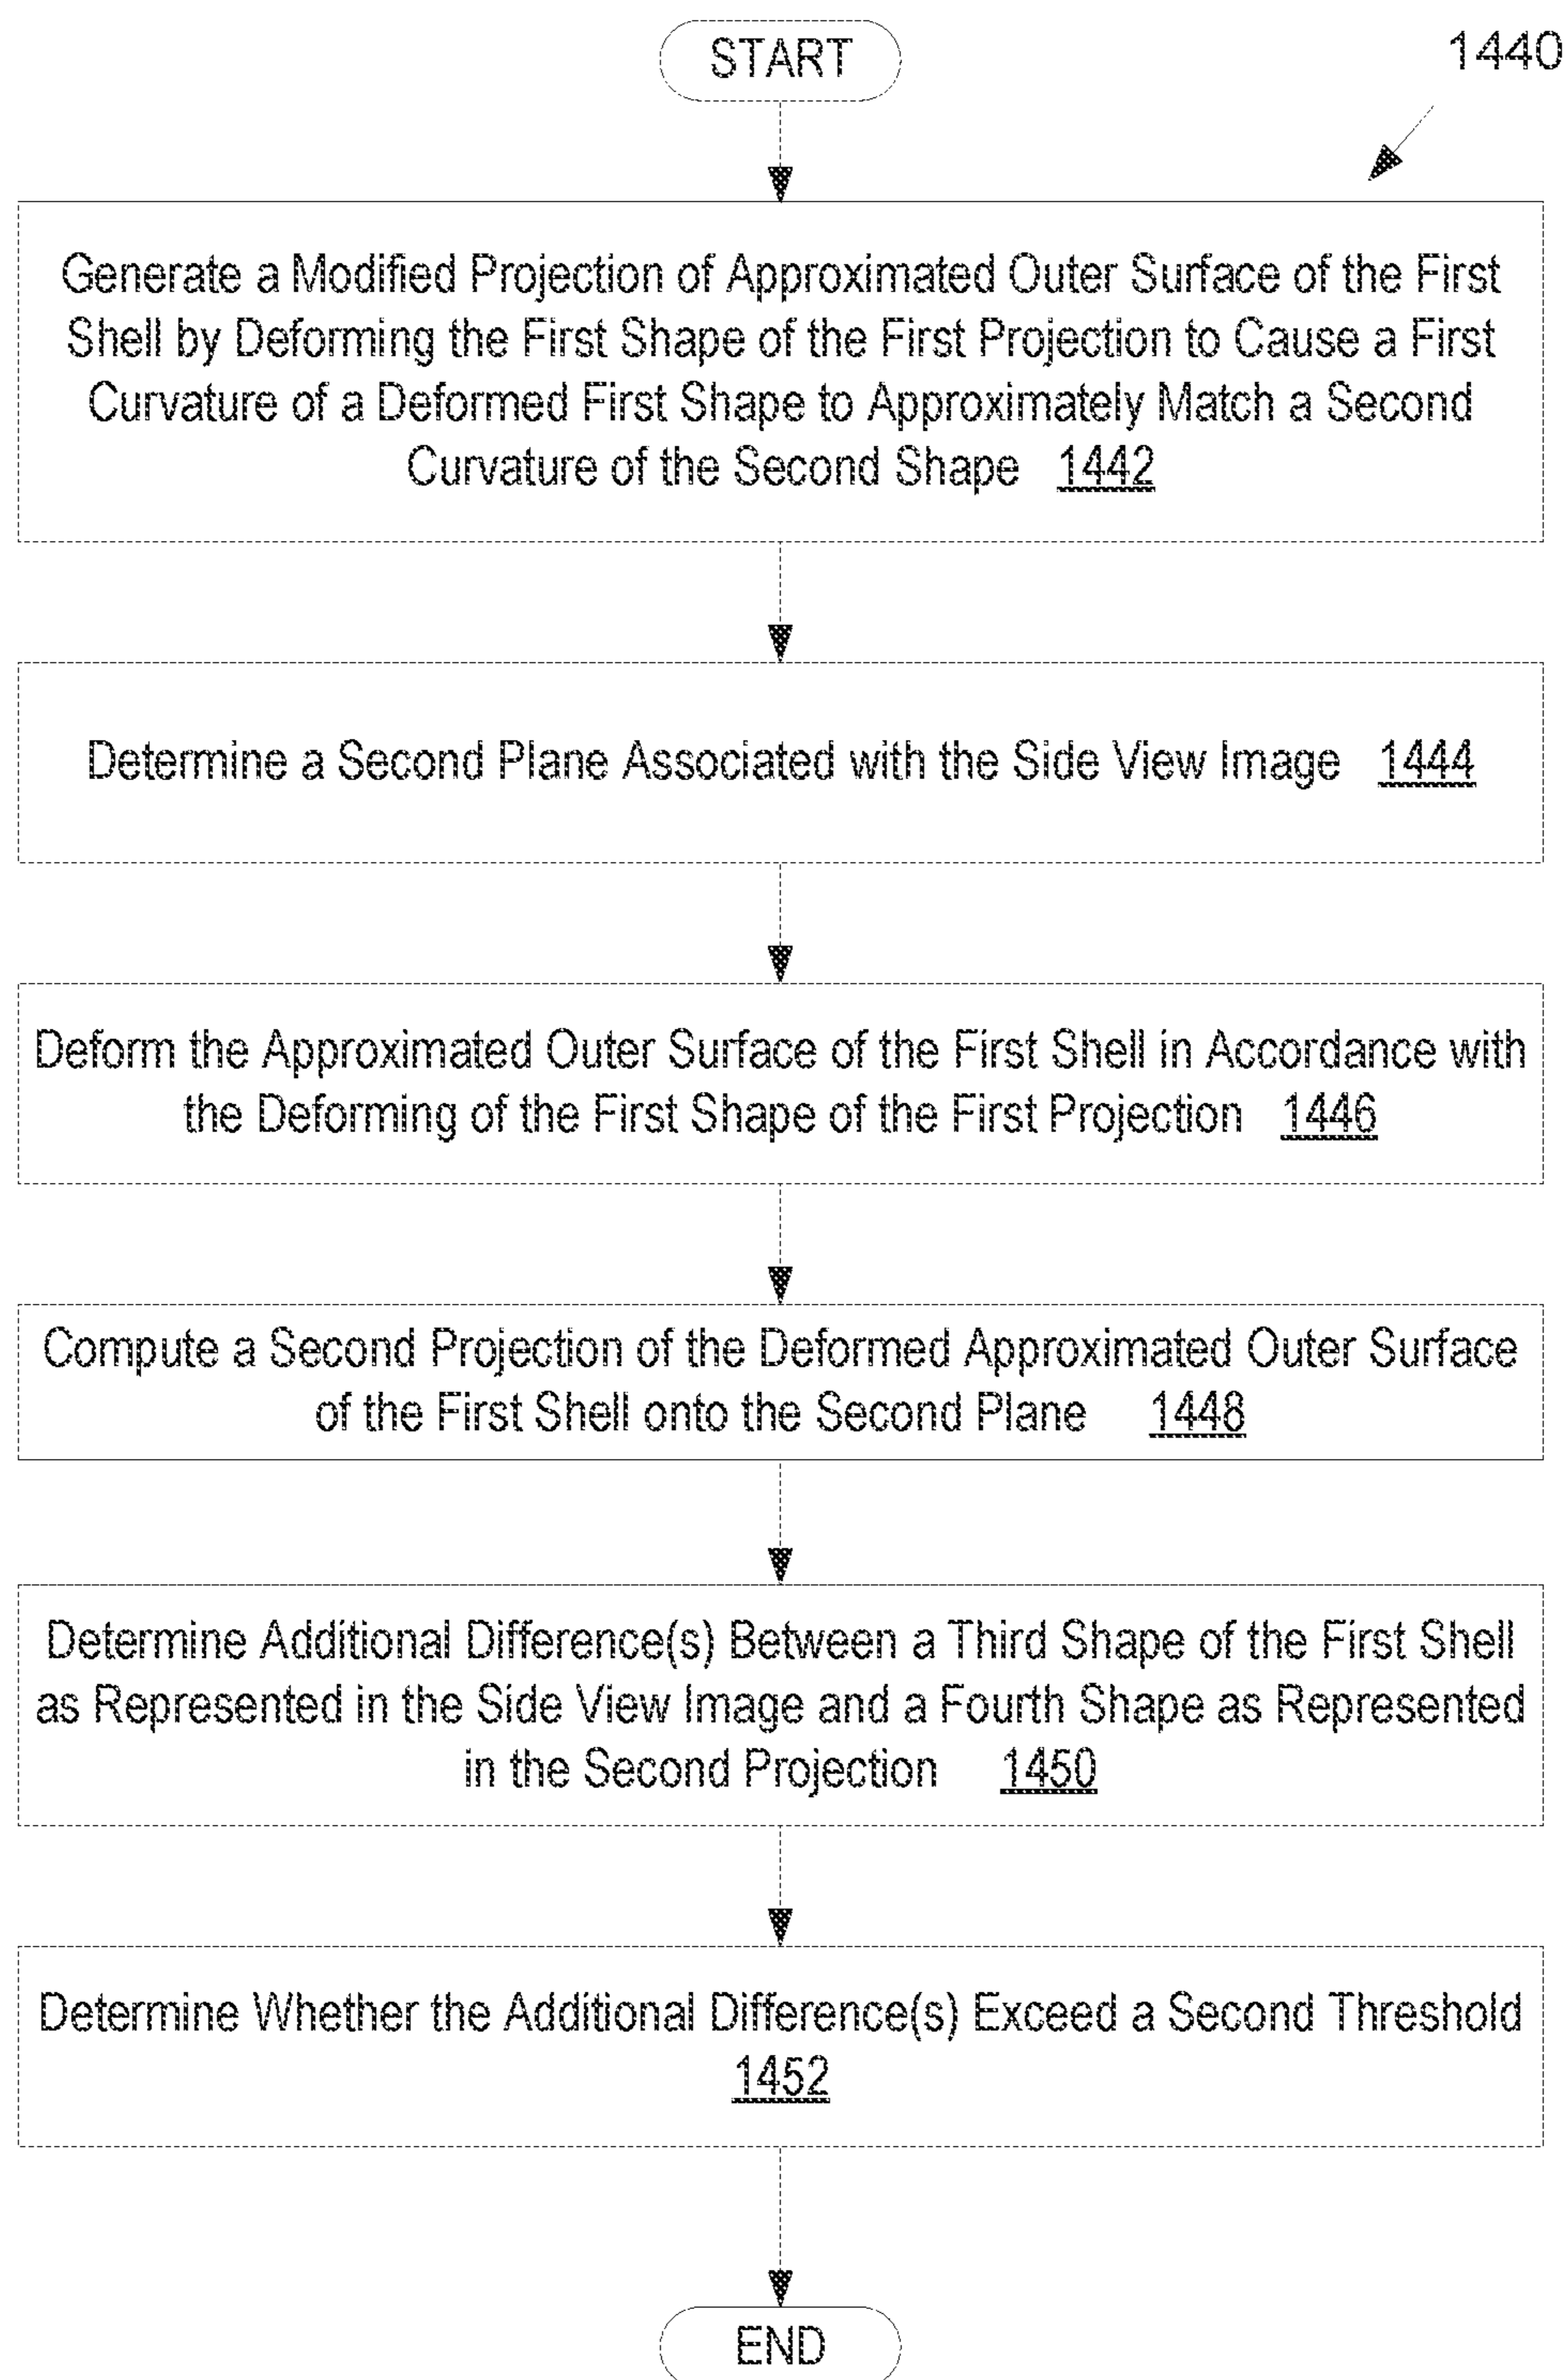 START
1440
Generate a Modified Projection of Approximated Outer Surface of the First
Shell by Deforming the First Shape of the First Projection to Cause a First
Curvature of a Deformed First Shape to Approximately Match a Second
Curvature of the Second Shape 1442
Determine a Second Plane Associated with the Side View Image 1444
Deform the Approximated Outer Surface of the First Shell in Accordance with
the Deforming of the First Shape of the First Projection 1446
Compute a Second Projection of the Deformed Approximated Outer Surface
of the First Shell onto the Second Plane 1448
Determine Additional Difference(s) Between a Third Shape of the First Shell
as Represented in the Side View Image and a Fourth Shape as Represented
in the Second Projection 1450
Determine Whether the Additional Difference(s) Exceed a Second Threshold
1452
END